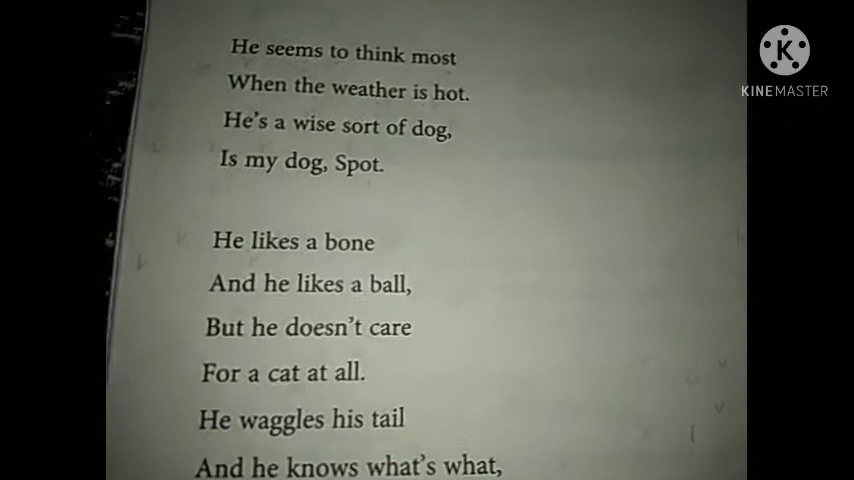 He seems to think most
When the weather is hot.
He's a wise sort of dog,
Is my dog, Spot.
He likes a bone
And he likes a ball,
But he doesn't care
For a cat at all.
He waggles his tail
And he knows what's what,
K
KINEMASTER